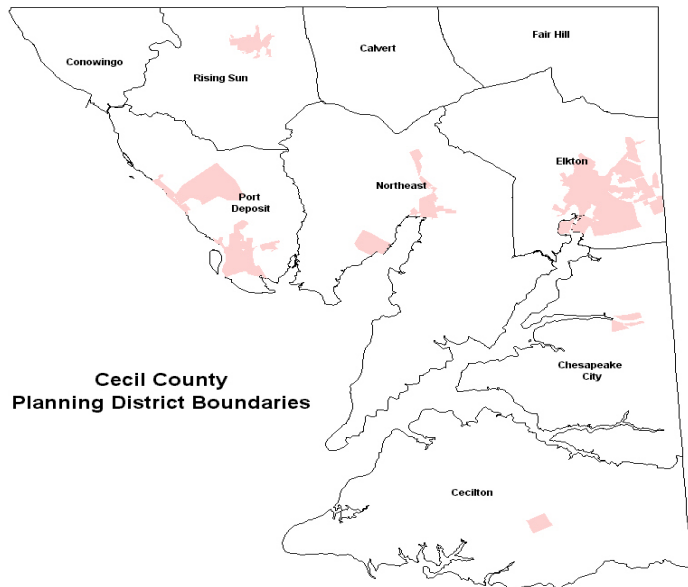 Fair Hill
Calvert
Conowingo
Rising Sun
Elkton
Northeast
Port
Deposit
Chesapeake
City
Cecil County
Planning District Boundaries
Cecilton